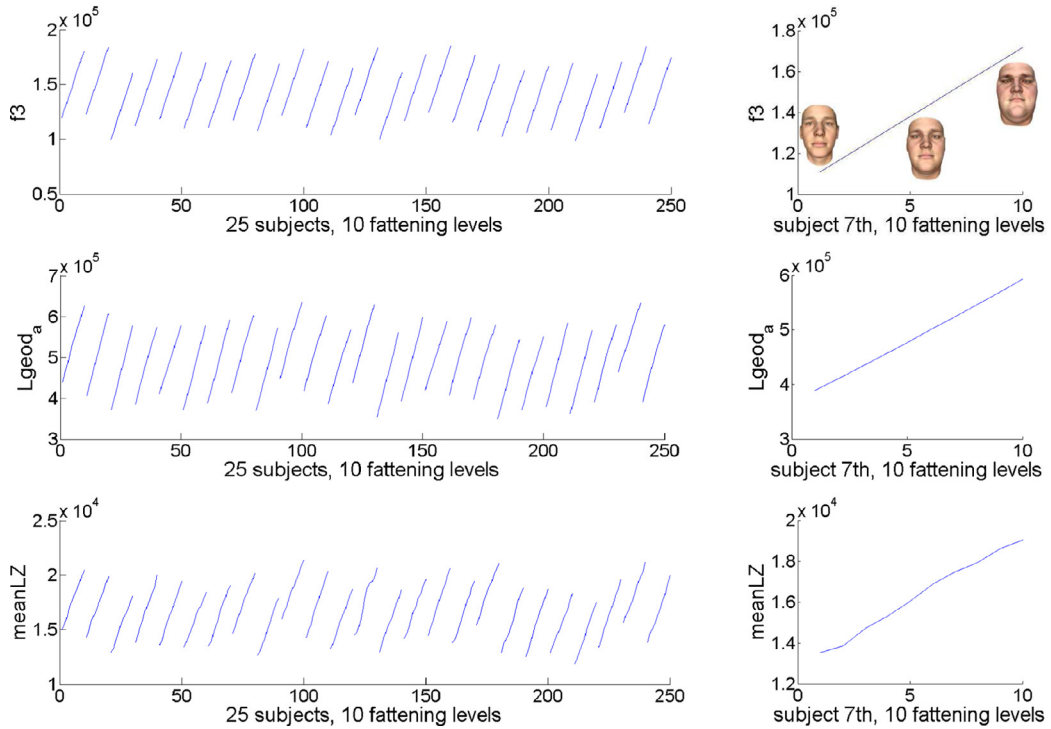 x 10^5
2
1.5
1
0.5
f3
0 50 100 150 200 250
25 subjects, 10 fattening levels
x 10^5
1.8
1.6
1.4
1.2
1
f3
0 5 10
subject 7th, 10 fattening levels
x 10^5
7
6
5
4
3
Lgeod_a
0 50 100 150 200 250
25 subjects, 10 fattening levels
x 10^5
6
5
4
3
Lgeod_a
0 5 10
subject 7th, 10 fattening levels
x 10^4
2.5
2
1.5
1
meanLZ
0 50 100 150 200 250
25 subjects, 10 fattening levels
x 10^4
2
1.8
1.6
1.4
1.2
meanLZ
0 5 10
subject 7th, 10 fattening levels